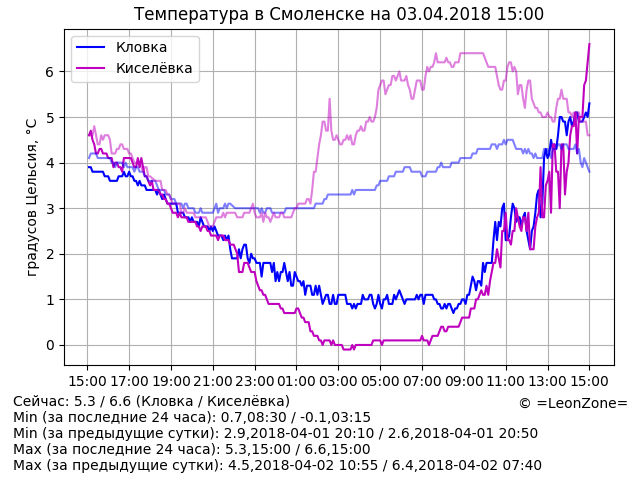 Температура в Смоленске на 03.04.2018 15:00
Кловка
Киселёвка
градусов Цельсия, °C
6
5
4
3
2
1
0
15:00 17:00 19:00 21:00 23:00 01:00 03:00 05:00 07:00 09:00 11:00 13:00 15:00
Сейчас: 5.3 / 6.6 (Кловка / Киселёвка)
© =LeonZone=
Min (за последние 24 часа): 0.7,08:30 / -0.1,03:15
Min (за предыдущие сутки): 2.9,2018-04-01 20:10 / 2.6,2018-04-01 20:50
Max (за последние 24 часа): 5.3,15:00 / 6.6,15:00
Max (за предыдущие сутки): 4.5,2018-04-02 10:55 / 6.4,2018-04-02 07:40